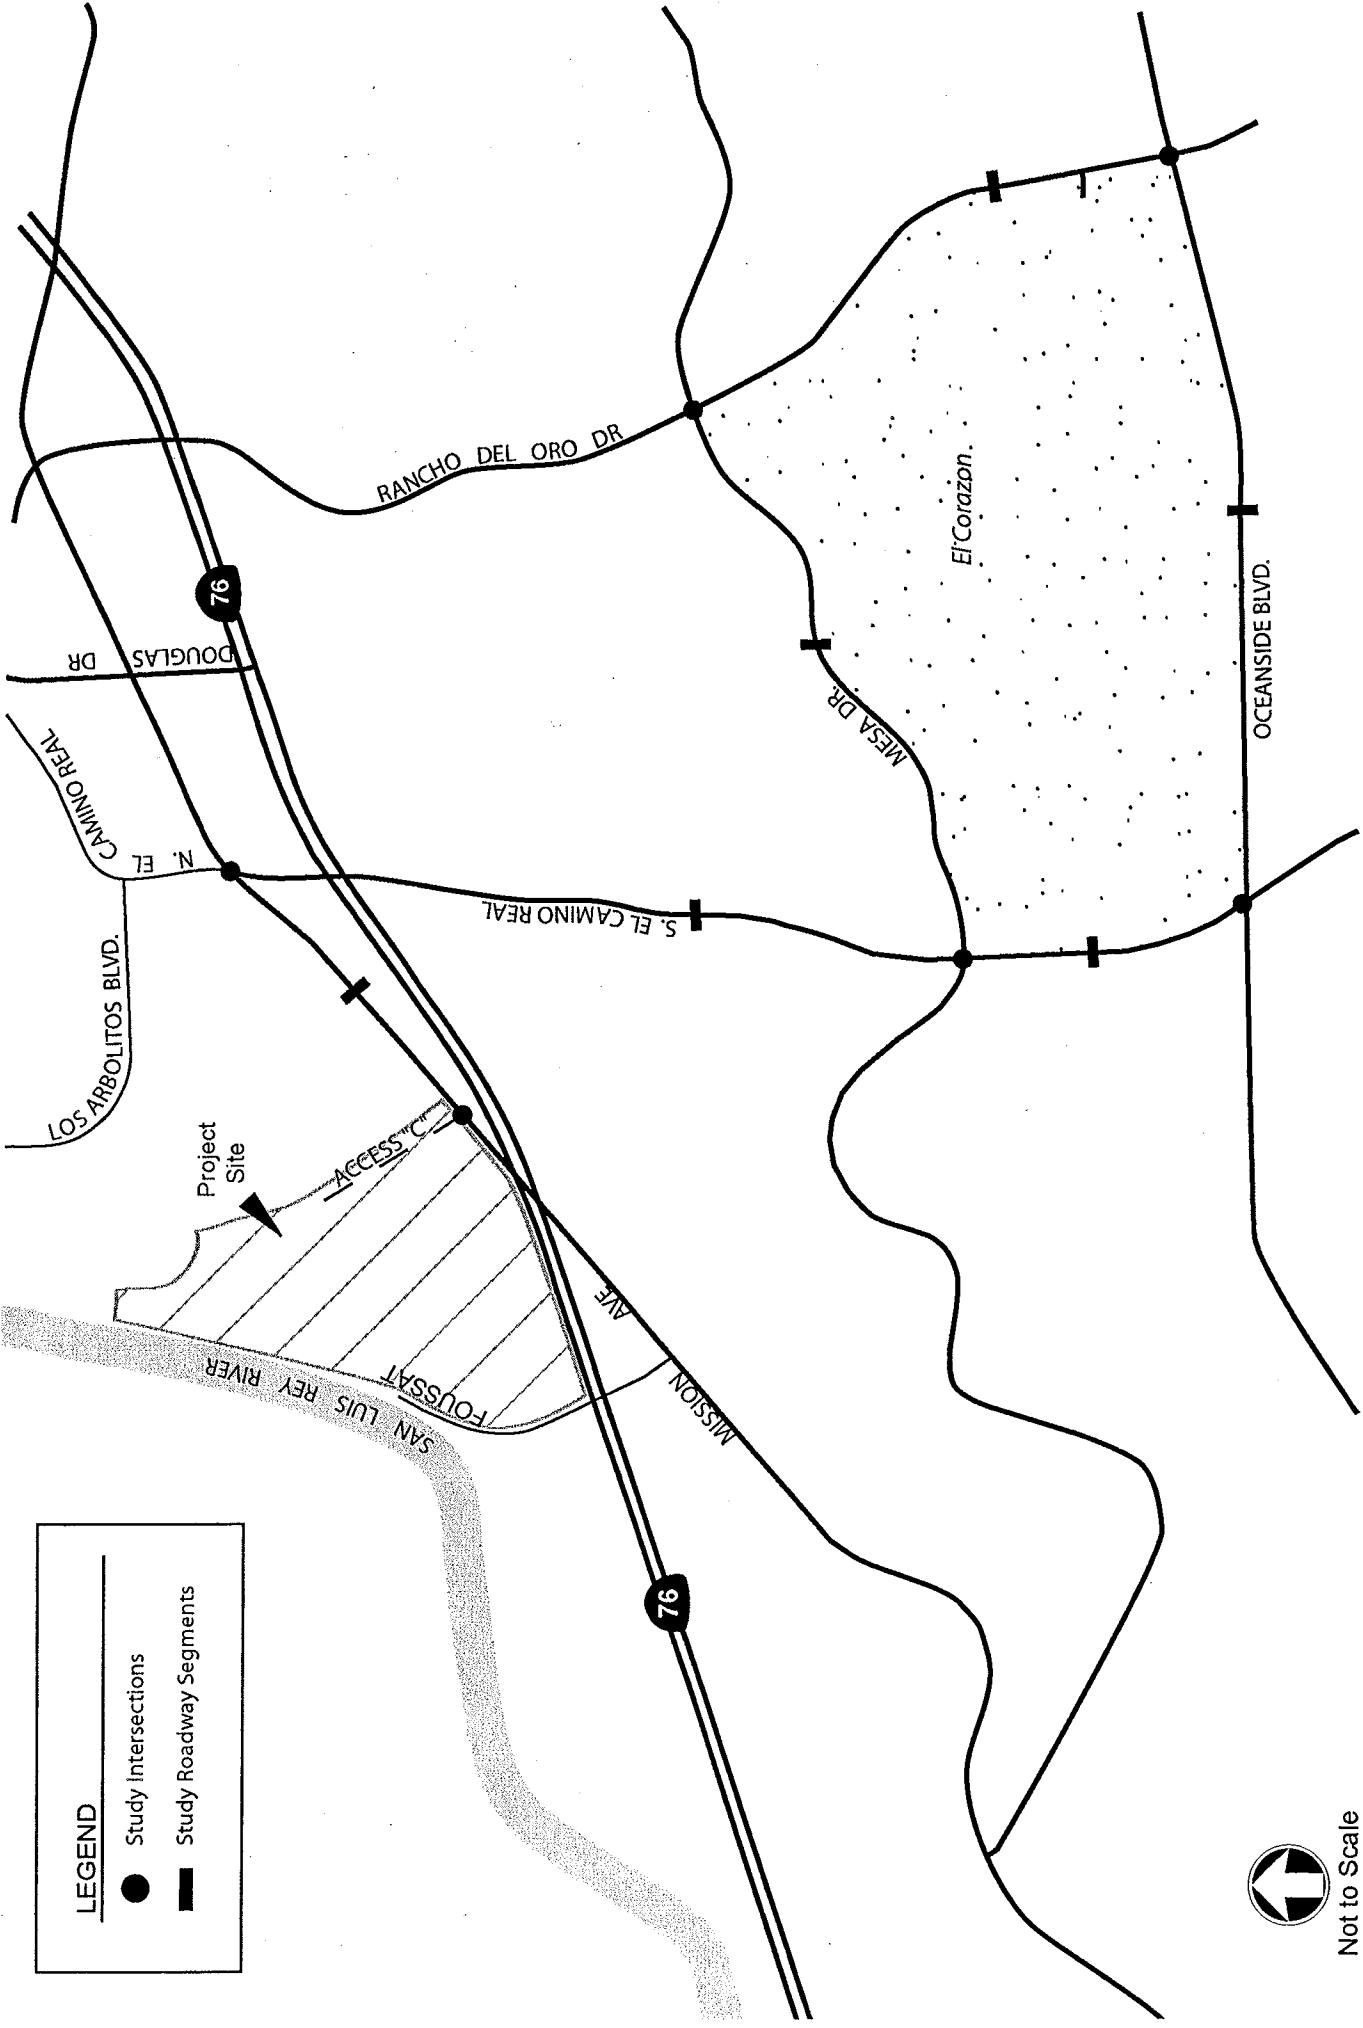 LEGEND
Study Intersections
Study Roadway Segments
LOS ARBOLITOS BLVD.
N. EL CAMINO REAL
DOUGLAS DR
76
RANCHO DEL ORO DR
Project
Site
ACCESS "C"
S. EL CAMINO REAL
SAN LUIS REY RIVER
FOUSSAT
MISSION AVE
76
MESA DR.
El Corazon
OCEANSIDE BLVD.
Not to Scale